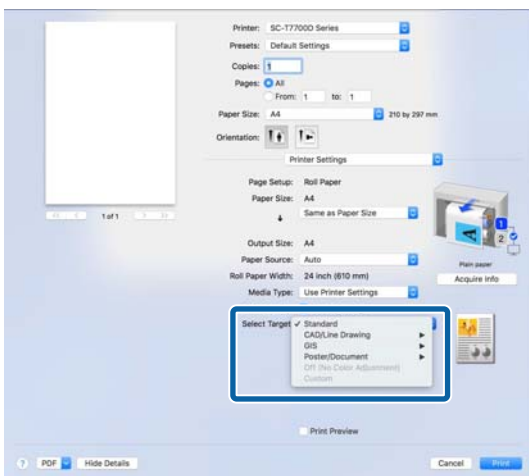 Printer: SC-T7700D Series
Presets: Default Settings
Copies: 1
Pages: All
From: 1 to: 1
Paper Size: A4 210 by 297 mm
Orientation:
Printer Settings
Page Setup: Roll Paper
Paper Size: A4
Same as Paper Size
Output Size: A4
Paper Source: Auto
Roll Paper Width: 24 inch (610 mm)
Media Type: Use Printer Settings
1 of 1
A
1
2
Plain paper
Acquire Info
Select Target ✓ Standard
CAD/Line Drawing
GIS
Poster/Document
Off (No Color Adjustment)
Custom
Print Preview
? PDF Hide Details Cancel Print